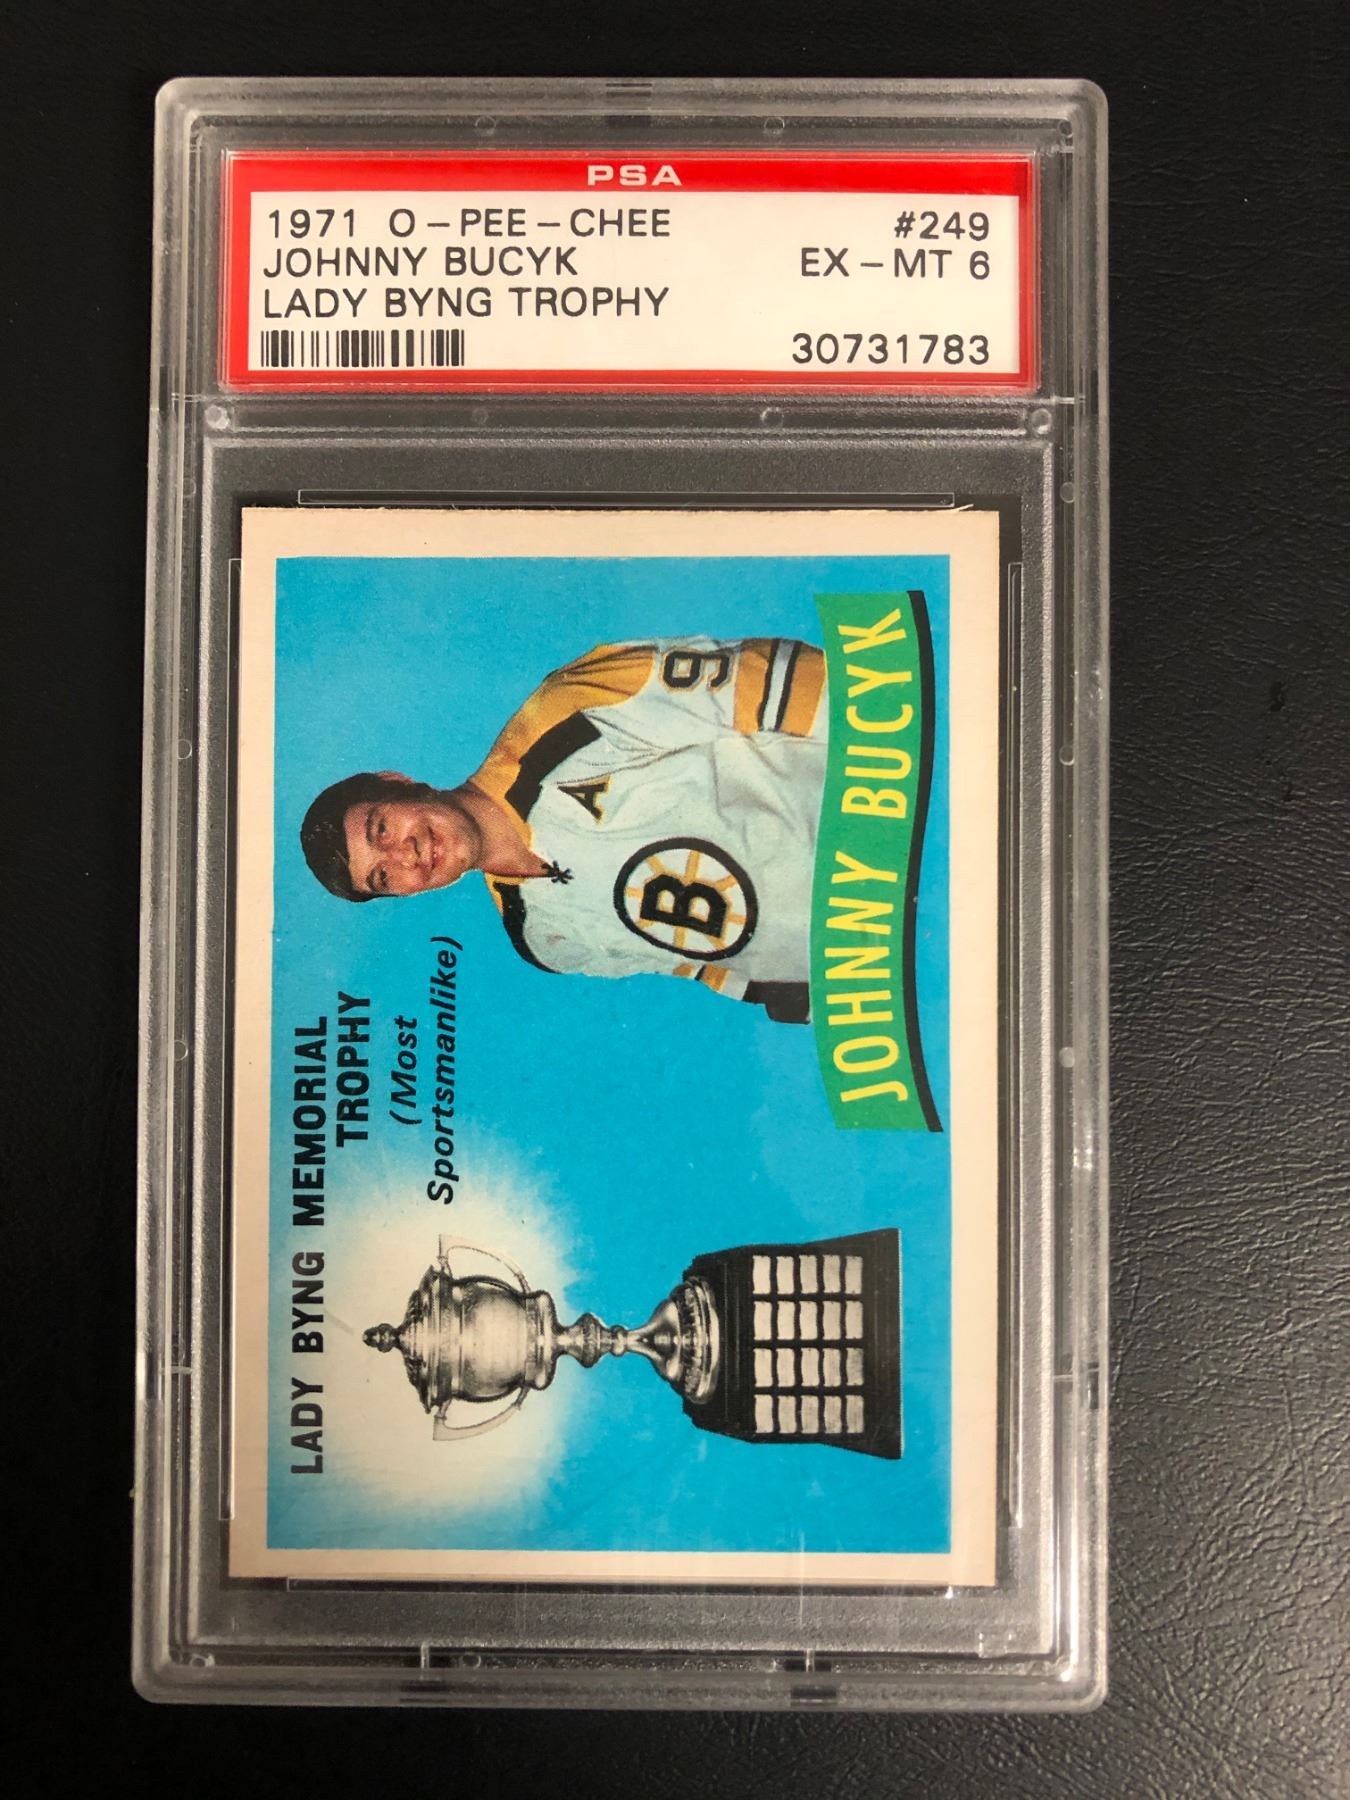 PSA
1971 O-PEE-CHEE #249
JOHNNY BUCYK EX-MT 6
LADY BYNG TROPHY
30731783
LADY BYNG MEMORIAL
TROPHY
(Most
Sportsmanlike)
9
A
B
JOHNNY BUCYK